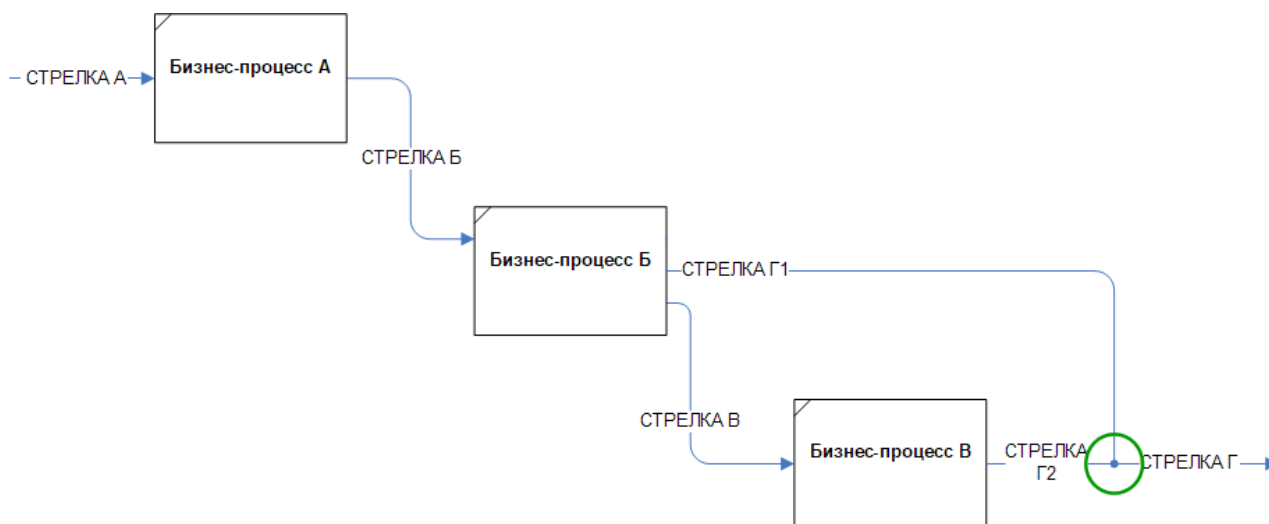 Бизнес-процесс А
СТРЕЛКА А
СТРЕЛКА Б
Бизнес-процесс Б
СТРЕЛКА Г1
СТРЕЛКА В
Бизнес-процесс В
СТРЕЛКА
Г2
СТРЕЛКА Г